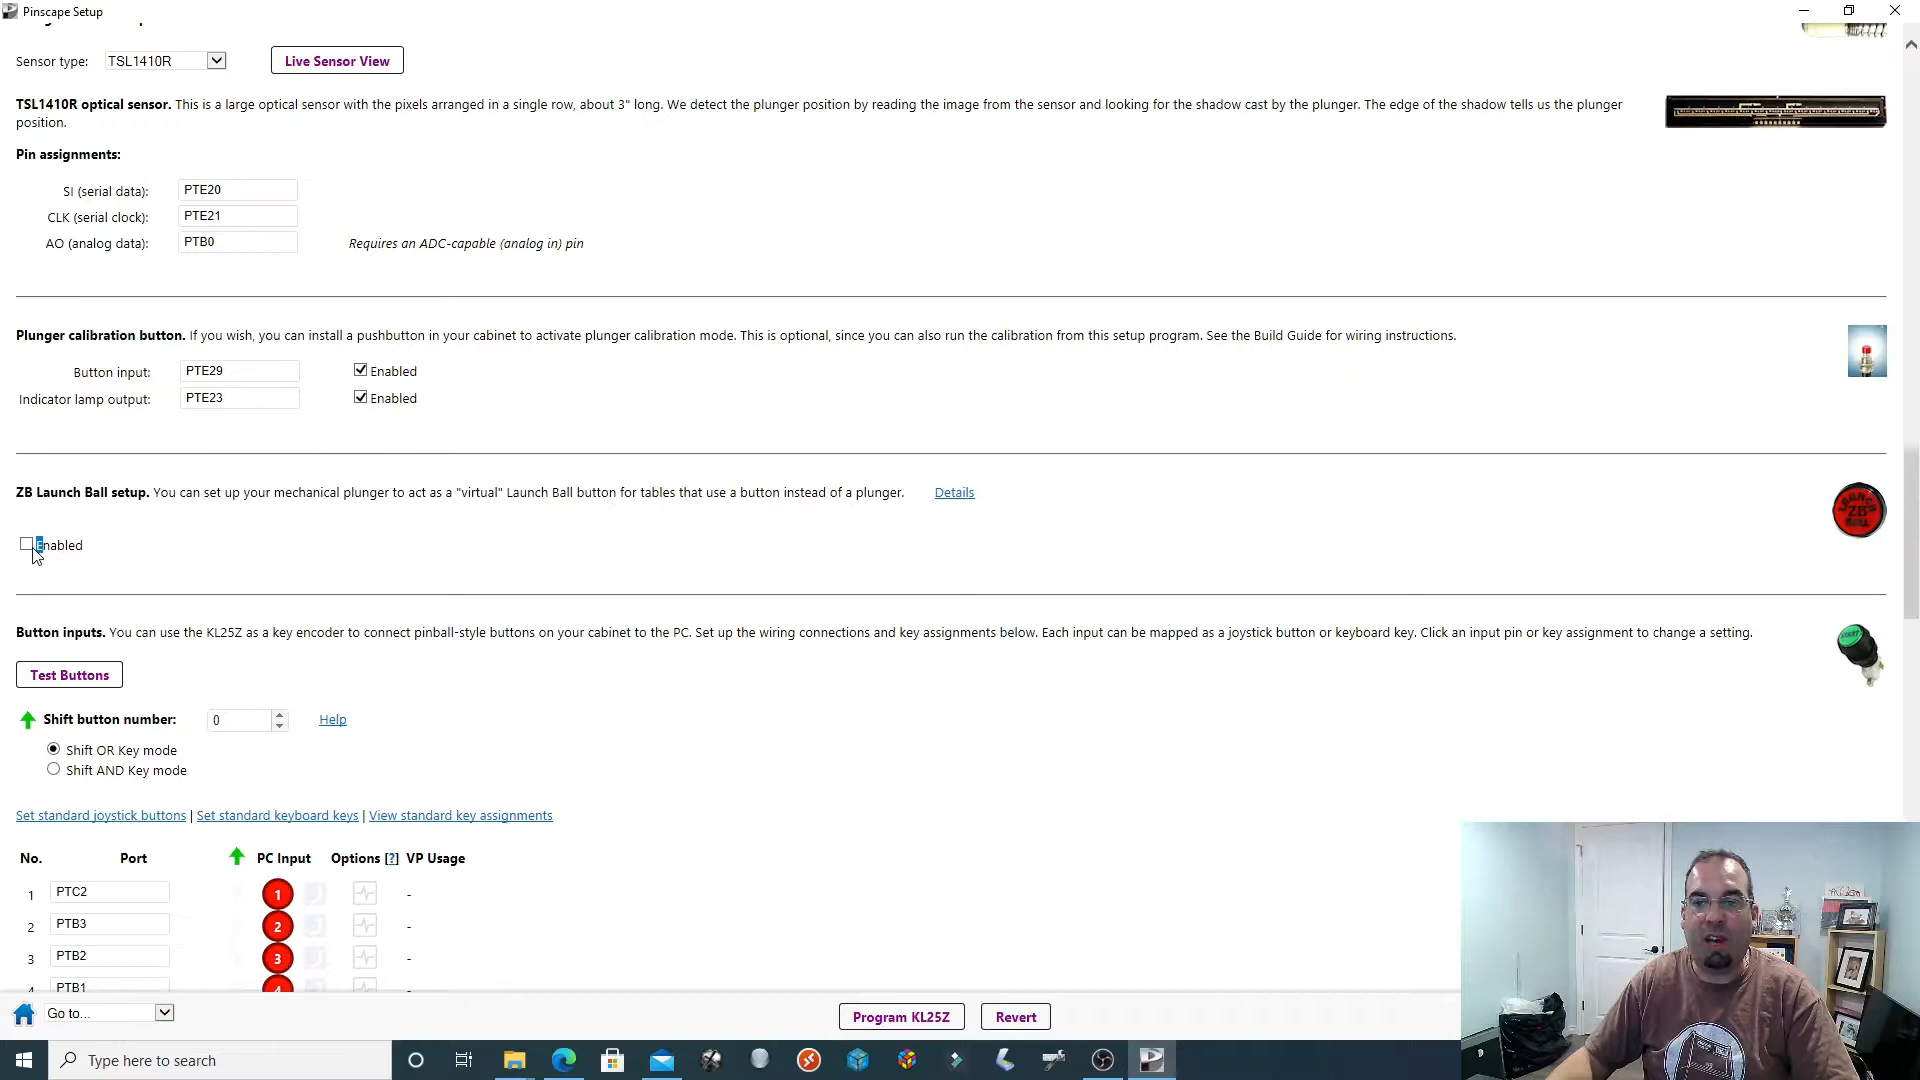 Pinscape Setup
Sensor type: TSL1410R Live Sensor View
TSL1410R optical sensor. This is a large optical sensor with the pixels arranged in a single row, about 3" long. We detect the plunger position by reading the image from the sensor and looking for the shadow cast by the plunger. The edge of the shadow tells us the plunger
position.
Pin assignments:
SI (serial data): PTE20
CLK (serial clock): PTE21
AO (analog data): PTB0 Requires an ADC-capable (analog in) pin
Plunger calibration button. If you wish, you can install a pushbutton in your cabinet to activate plunger calibration mode. This is optional, since you can also run the calibration from this setup program. See the Build Guide for wiring instructions.
Button input: PTE29 Enabled
Indicator lamp output: PTE23 Enabled
ZB Launch Ball setup. You can set up your mechanical plunger to act as a "virtual" Launch Ball button for tables that use a button instead of a plunger. Details
LAUNCH
ZB
BALL
Enabled
Button inputs. You can use the KL25Z as a key encoder to connect pinball-style buttons on your cabinet to the PC. Set up the wiring connections and key assignments below. Each input can be mapped as a joystick button or keyboard key. Click an input pin or key assignment to change a setting.
START
Test Buttons
Shift button number: 0 Help
Shift OR Key mode
Shift AND Key mode
Set standard joystick buttons | Set standard keyboard keys | View standard key assignments
No. Port PC Input Options [?] VP Usage
1 PTC2 1 -
2 PTB3 2 -
3 PTB2 3 -
4 PTB1 4 -
Go to... Program KL25Z Revert
Type here to search